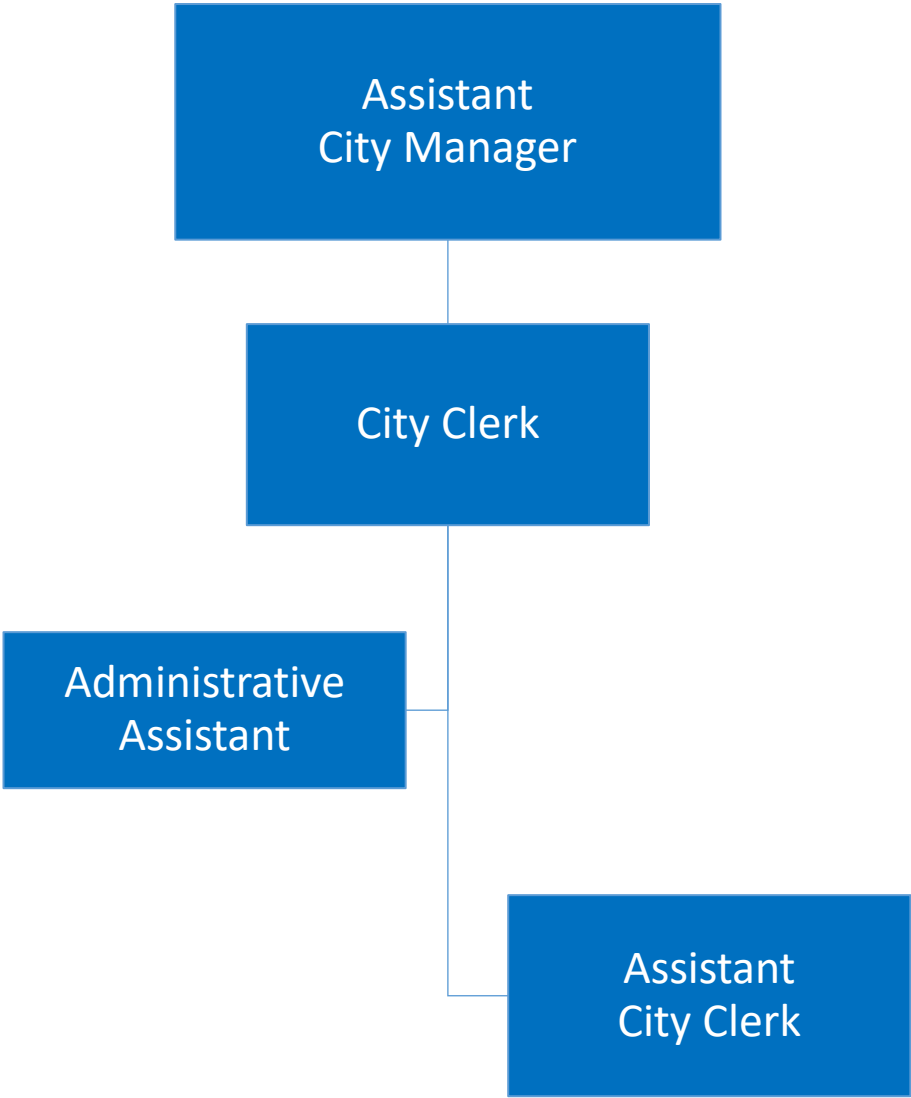 Assistant
City Manager
City Clerk
Administrative
Assistant
Assistant
City Clerk